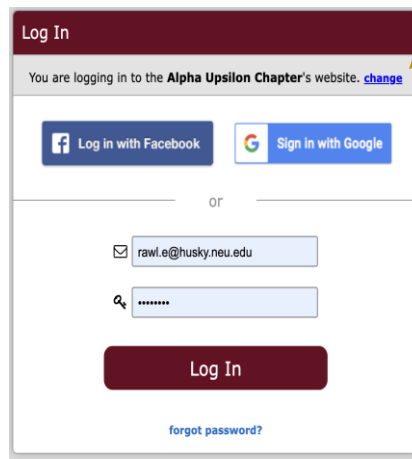 Log In
You are logging in to the Alpha Upsilon Chapter's website. change
Log in with Facebook
Sign in with Google
or
rawl.e@husky.neu.edu
••••••••
Log In
forgot password?